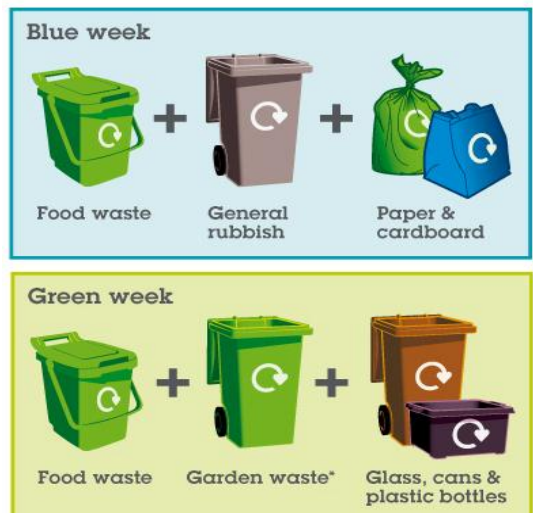 Blue week
+
+
Food waste
General
rubbish
Paper &
cardboard
Green week
+
+
Food waste
Garden waste*
Glass, cans &
plastic bottles